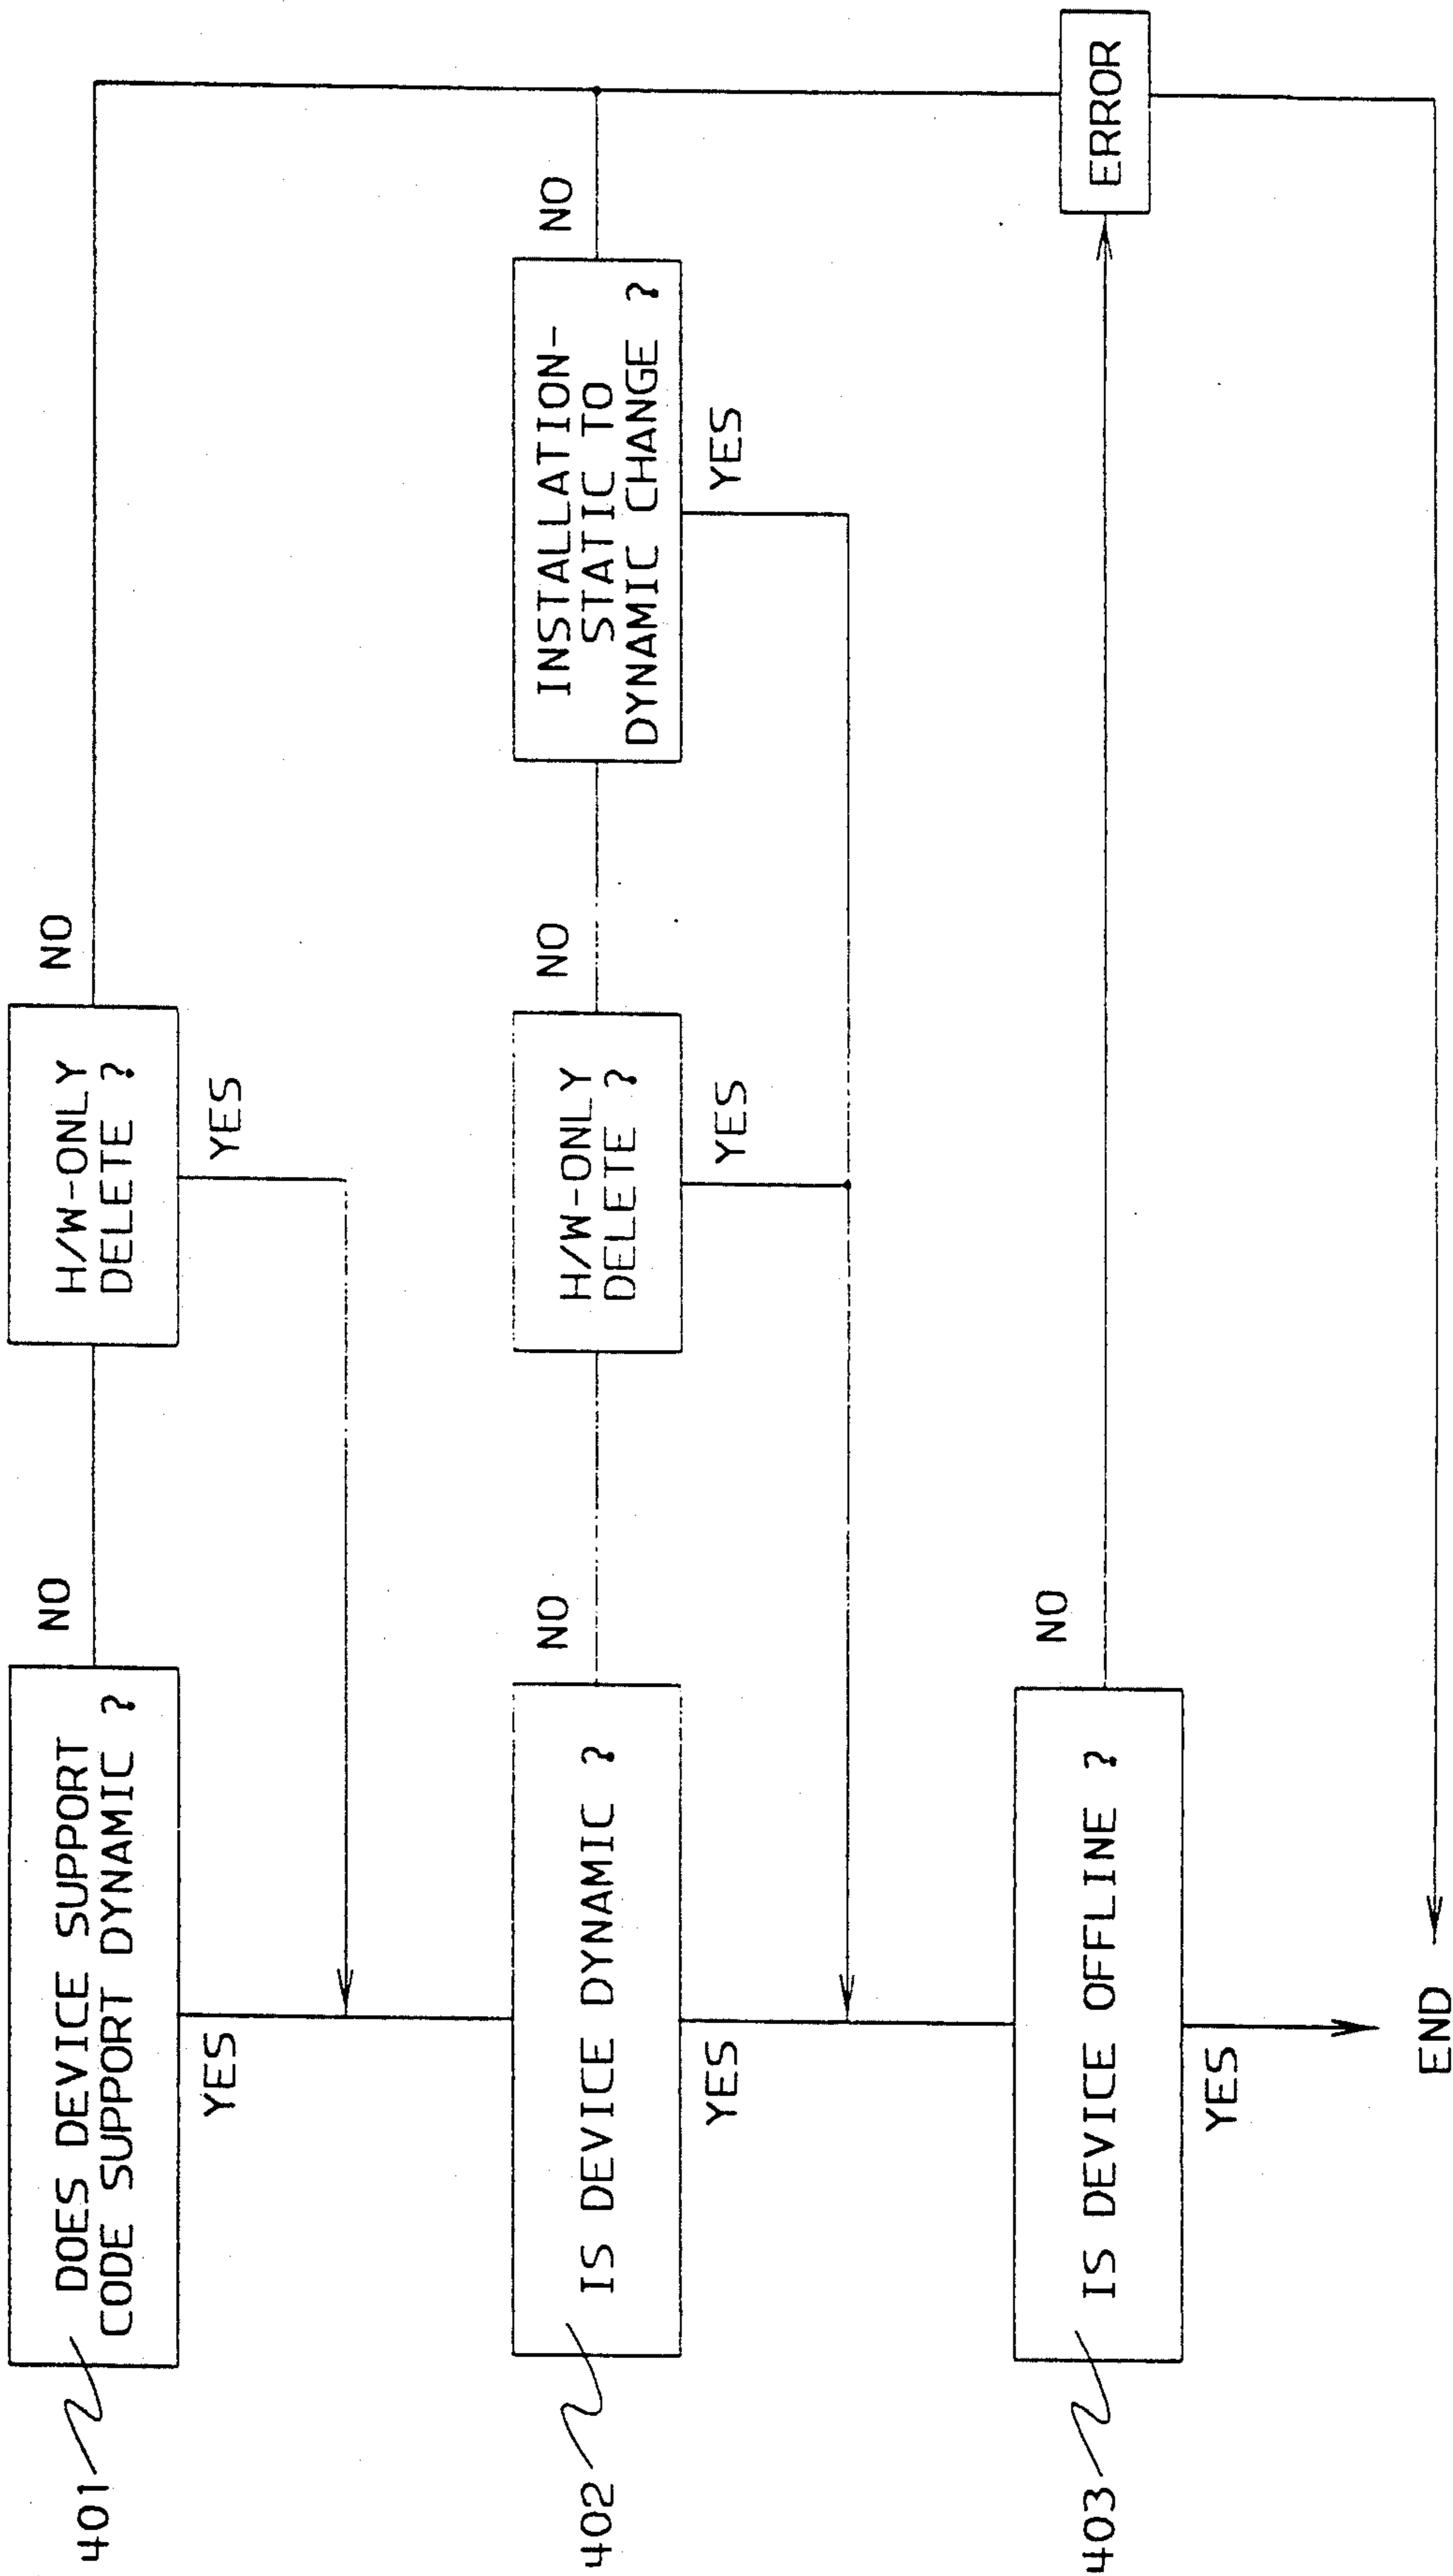 401
DOES DEVICE SUPPORT
CODE SUPPORT DYNAMIC ?
NO
H/W-ONLY
DELETE ?
NO
YES
YES
402
IS DEVICE DYNAMIC ?
NO
H/W-ONLY
DELETE ?
NO
INSTALLATION-
STATIC TO
DYNAMIC CHANGE ?
NO
YES
YES
YES
403
IS DEVICE OFFLINE ?
NO
ERROR
YES
END